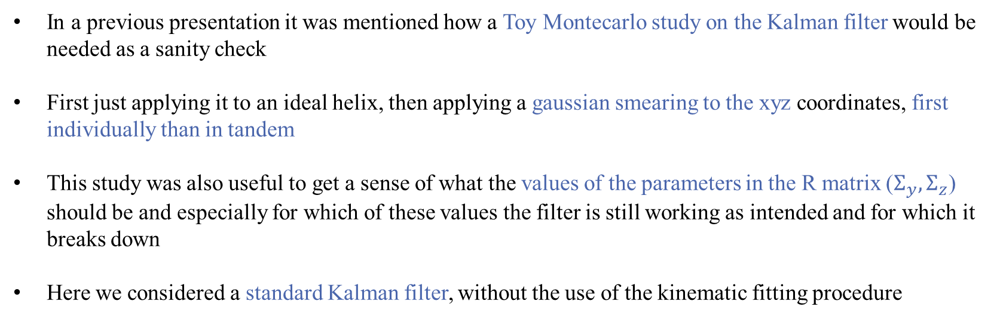 • In a previous presentation it was mentioned how a Toy Montecarlo study on the Kalman filter would be
needed as a sanity check
• First just applying it to an ideal helix, then applying a gaussian smearing to the xyz coordinates, first
individually than in tandem
• This study was also useful to get a sense of what the values of the parameters in the R matrix (Σ_y, Σ_z)
should be and especially for which of these values the filter is still working as intended and for which it
breaks down
• Here we considered a standard Kalman filter, without the use of the kinematic fitting procedure